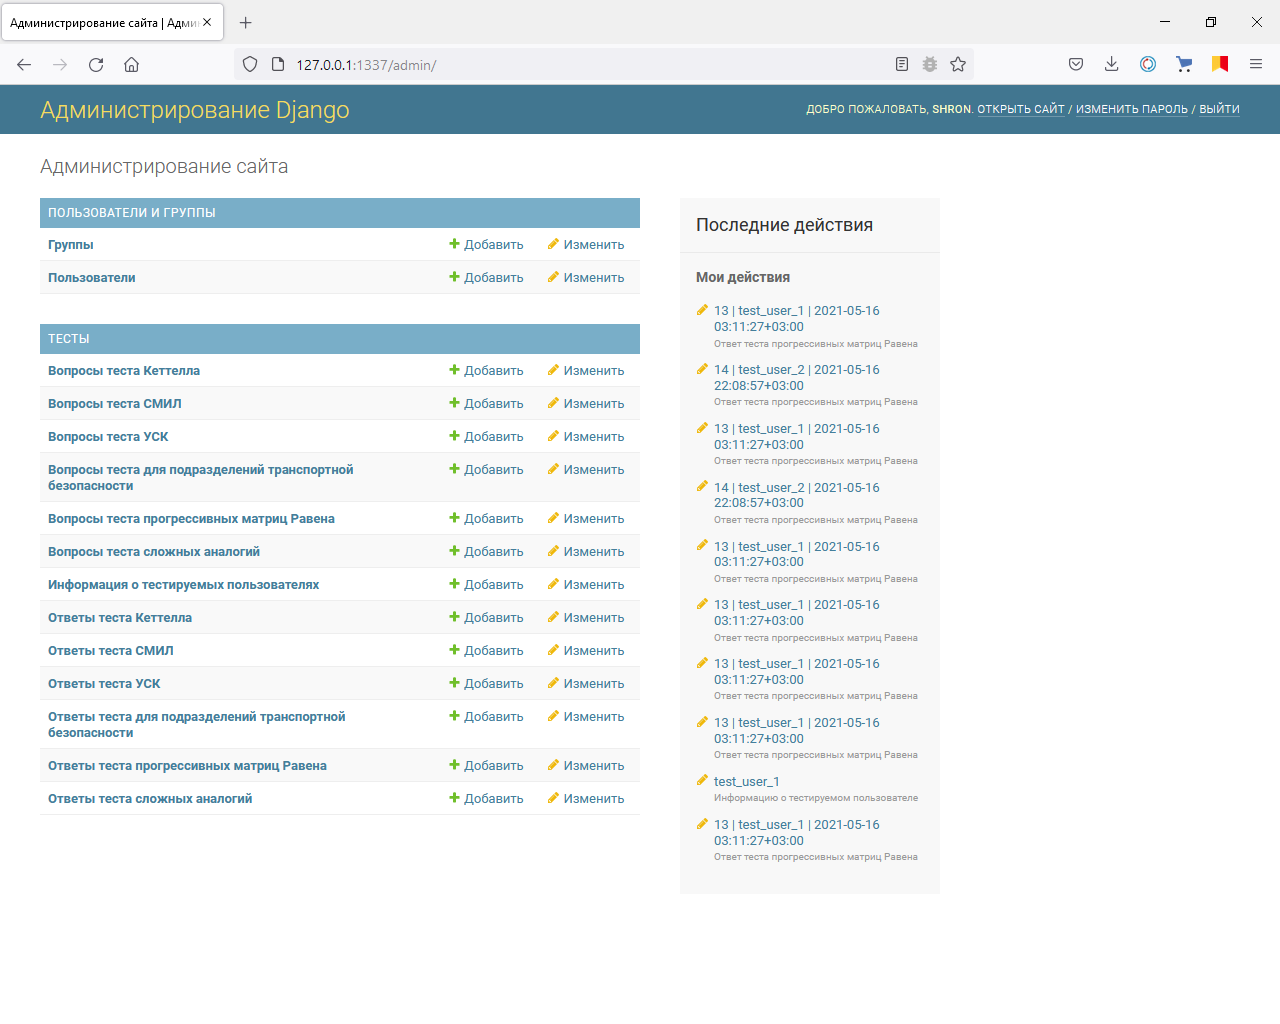 Администрирование сайта | Адми
127.0.0.1:1337/admin/
Администрирование Django
ДОБРО ПОЖАЛОВАТЬ, SHRON. ОТКРЫТЬ САЙТ / ИЗМЕНИТЬ ПАРОЛЬ / ВЫЙТИ
Администрирование сайта
ПОЛЬЗОВАТЕЛИ И ГРУППЫ
Группы Добавить Изменить
Пользователи Добавить Изменить
ТЕСТЫ
Вопросы теста Кеттелла Добавить Изменить
Вопросы теста СМИЛ Добавить Изменить
Вопросы теста УСК Добавить Изменить
Вопросы теста для подразделений транспортной Добавить Изменить
безопасности
Вопросы теста прогрессивных матриц Равена Добавить Изменить
Вопросы теста сложных аналогий Добавить Изменить
Информация о тестируемых пользователях Добавить Изменить
Ответы теста Кеттелла Добавить Изменить
Ответы теста СМИЛ Добавить Изменить
Ответы теста УСК Добавить Изменить
Ответы теста для подразделений транспортной Добавить Изменить
безопасности
Ответы теста прогрессивных матриц Равена Добавить Изменить
Ответы теста сложных аналогий Добавить Изменить
Последние действия
Мои действия
13 | test_user_1 | 2021-05-16
03:11:27+03:00
Ответ теста прогрессивных матриц Равена
14 | test_user_2 | 2021-05-16
22:08:57+03:00
Ответ теста прогрессивных матриц Равена
13 | test_user_1 | 2021-05-16
03:11:27+03:00
Ответ теста прогрессивных матриц Равена
14 | test_user_2 | 2021-05-16
22:08:57+03:00
Ответ теста прогрессивных матриц Равена
13 | test_user_1 | 2021-05-16
03:11:27+03:00
Ответ теста прогрессивных матриц Равена
13 | test_user_1 | 2021-05-16
03:11:27+03:00
Ответ теста прогрессивных матриц Равена
13 | test_user_1 | 2021-05-16
03:11:27+03:00
Ответ теста прогрессивных матриц Равена
13 | test_user_1 | 2021-05-16
03:11:27+03:00
Ответ теста прогрессивных матриц Равена
test_user_1
Информацию о тестируемом пользователе
13 | test_user_1 | 2021-05-16
03:11:27+03:00
Ответ теста прогрессивных матриц Равена